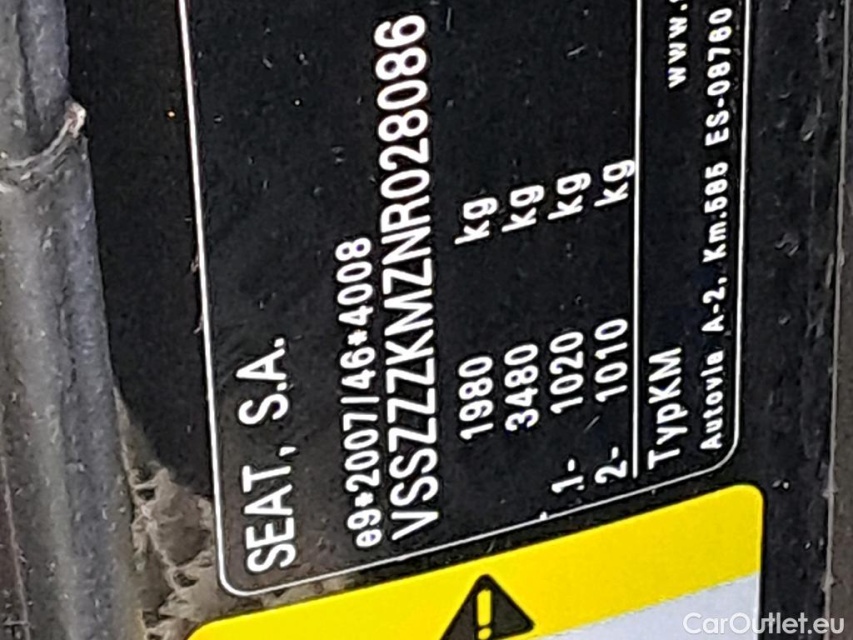 SEAT, S.A.
e9*2007/46*4008
VSSZZZKMZNR028086
1980 kg
3480 kg
1- 1020 kg
2- 1010 kg
TypKM www.
Autovia A-2, Km.585 ES-08760
CarOutlet.eu